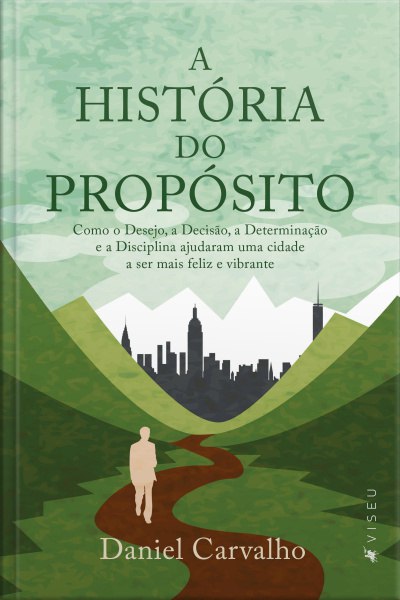 A
HISTÓRIA
DO
PROPÓSITO
Como o Desejo, a Decisão, a Determinação
e a Disciplina ajudaram uma cidade
a ser mais feliz e vibrante
VISEU
Daniel Carvalho